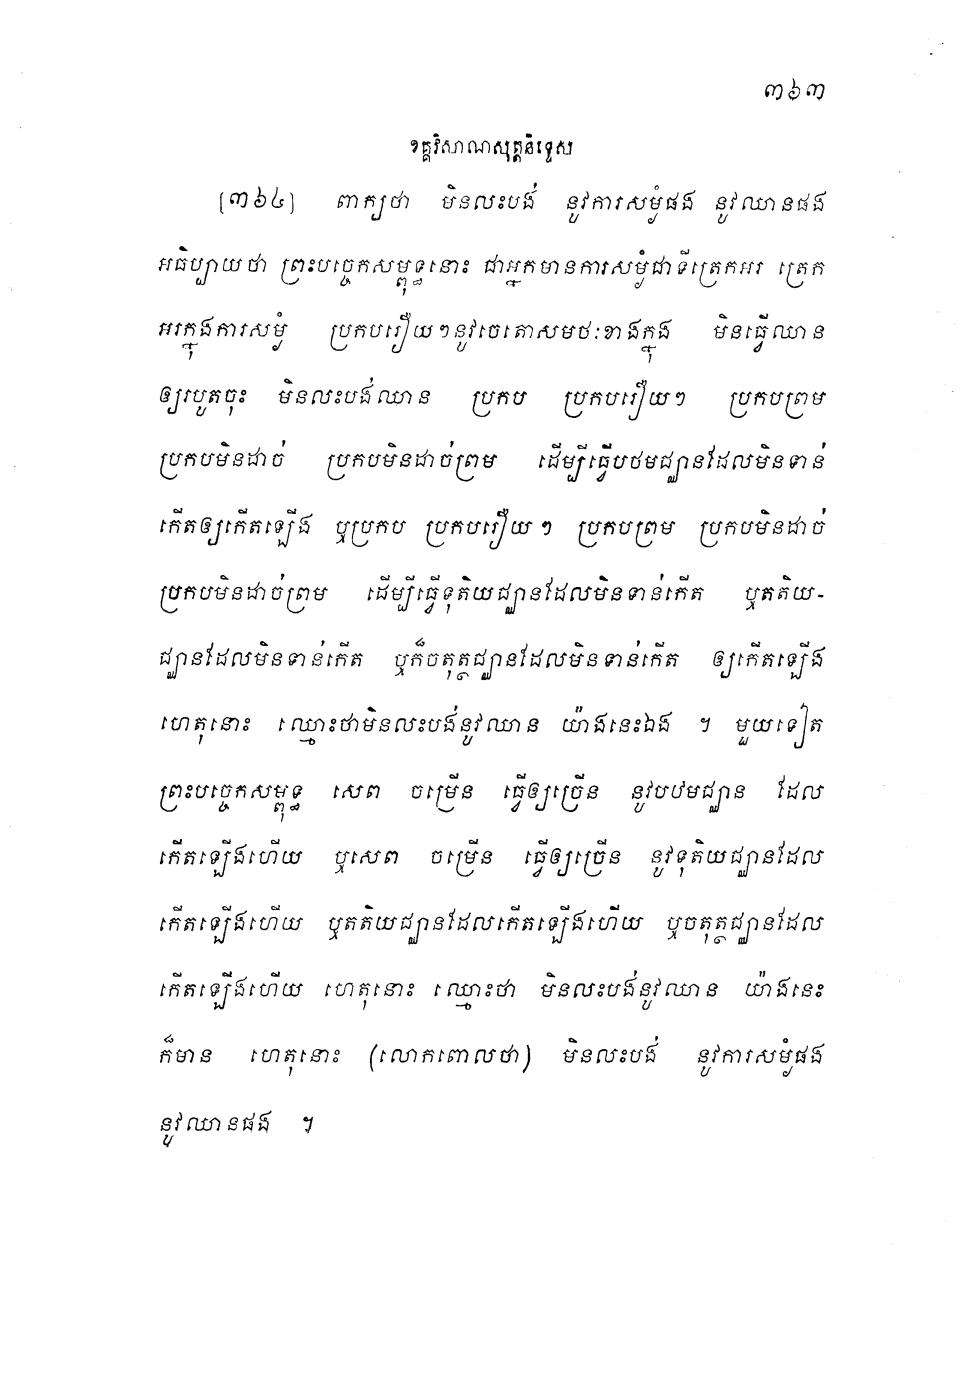 ៣៦៣
ខគ្គវិសាណសុត្តនិទ្ទេស
[៣៦៤] ពាក្យថា មិនលះបង់ នូវការសម្ងំផង នូវឈានផង
អធិប្បាយថា ព្រះបច្ចេកសម្ពុទ្ធនោះ ជាអ្នកមានការសម្ងំជាទីត្រេកអរ ត្រេក
អរក្នុងការសម្ងំ ប្រកបរឿយៗនូវចេតោសមថៈខាងក្នុង មិនធ្វើឈាន
ឲ្យរបូតចុះ មិនលះបង់ឈាន ប្រកប ប្រកបរឿយៗ ប្រកបព្រម
ប្រកបមិនដាច់ ប្រកបមិនដាច់ព្រម ដើម្បីធ្វើបឋមជ្ឈានដែលមិនទាន់
កើតឲ្យកើតឡើង ឬប្រកប ប្រកបរឿយៗ ប្រកបព្រម ប្រកបមិនដាច់
ប្រកបមិនដាច់ព្រម ដើម្បីធ្វើទុតិយជ្ឈានដែលមិនទាន់កើត ឬតតិយ-
ជ្ឈានដែលមិនទាន់កើត ឬក៏ចតុត្ថជ្ឈានដែលមិនទាន់កើត ឲ្យកើតឡើង
ហេតុនោះ ឈ្មោះថាមិនលះបង់នូវឈាន យ៉ាងនេះឯង ។ មួយទៀត
ព្រះបច្ចេកសម្ពុទ្ធ សេព ចម្រើន ធ្វើឲ្យច្រើន នូវបឋមជ្ឈាន ដែល
កើតឡើងហើយ ឬសេព ចម្រើន ធ្វើឲ្យច្រើន នូវទុតិយជ្ឈានដែល
កើតឡើងហើយ ឬតតិយជ្ឈានដែលកើតឡើងហើយ ឬចតុត្ថជ្ឈានដែល
កើតឡើងហើយ ហេតុនោះ ឈ្មោះថា មិនលះបង់នូវឈាន យ៉ាងនេះ
ក៏មាន ហេតុនោះ (លោកពោលថា) មិនលះបង់ នូវការសម្ងំផង
នូវឈានផង ។